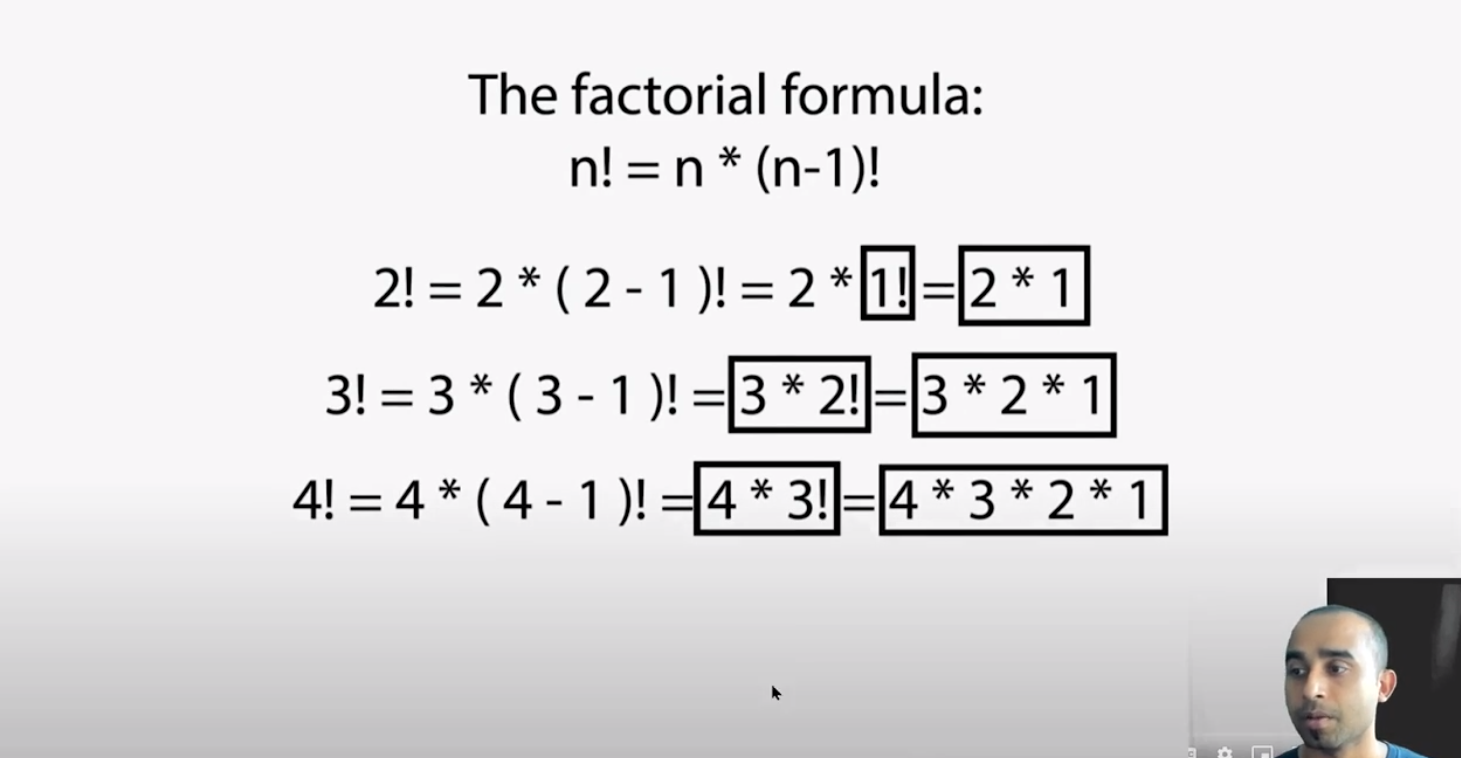 The factorial formula:
n! = n * (n-1)!
2! = 2 * ( 2 - 1 )! = 2 * 1! = 2 * 1
3! = 3 * ( 3 - 1 )! = 3 * 2! = 3 * 2 * 1
4! = 4 * ( 4 - 1 )! = 4 * 3! = 4 * 3 * 2 * 1